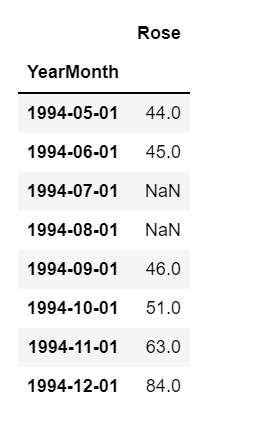 Rose
YearMonth
1994-05-01 44.0
1994-06-01 45.0
1994-07-01 NaN
1994-08-01 NaN
1994-09-01 46.0
1994-10-01 51.0
1994-11-01 63.0
1994-12-01 84.0